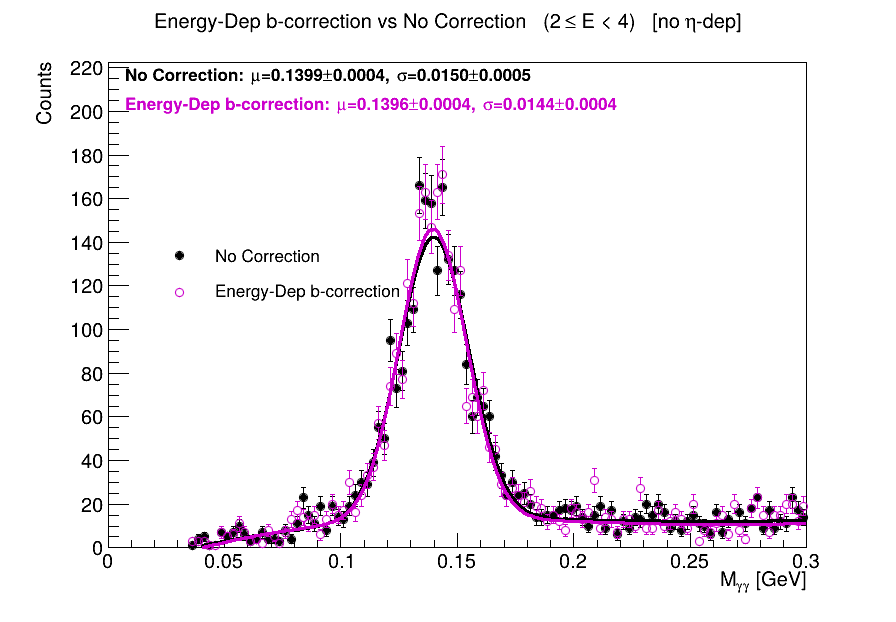 Energy-Dep b-correction vs No Correction (2 ≤ E < 4) [no η-dep]
Counts
No Correction: μ=0.1399±0.0004, σ=0.0150±0.0005
Energy-Dep b-correction: μ=0.1396±0.0004, σ=0.0144±0.0004
No Correction
Energy-Dep b-correction
220
200
180
160
140
120
100
80
60
40
20
0
0 0.05 0.1 0.15 0.2 0.25 0.3
Mγγ [GeV]